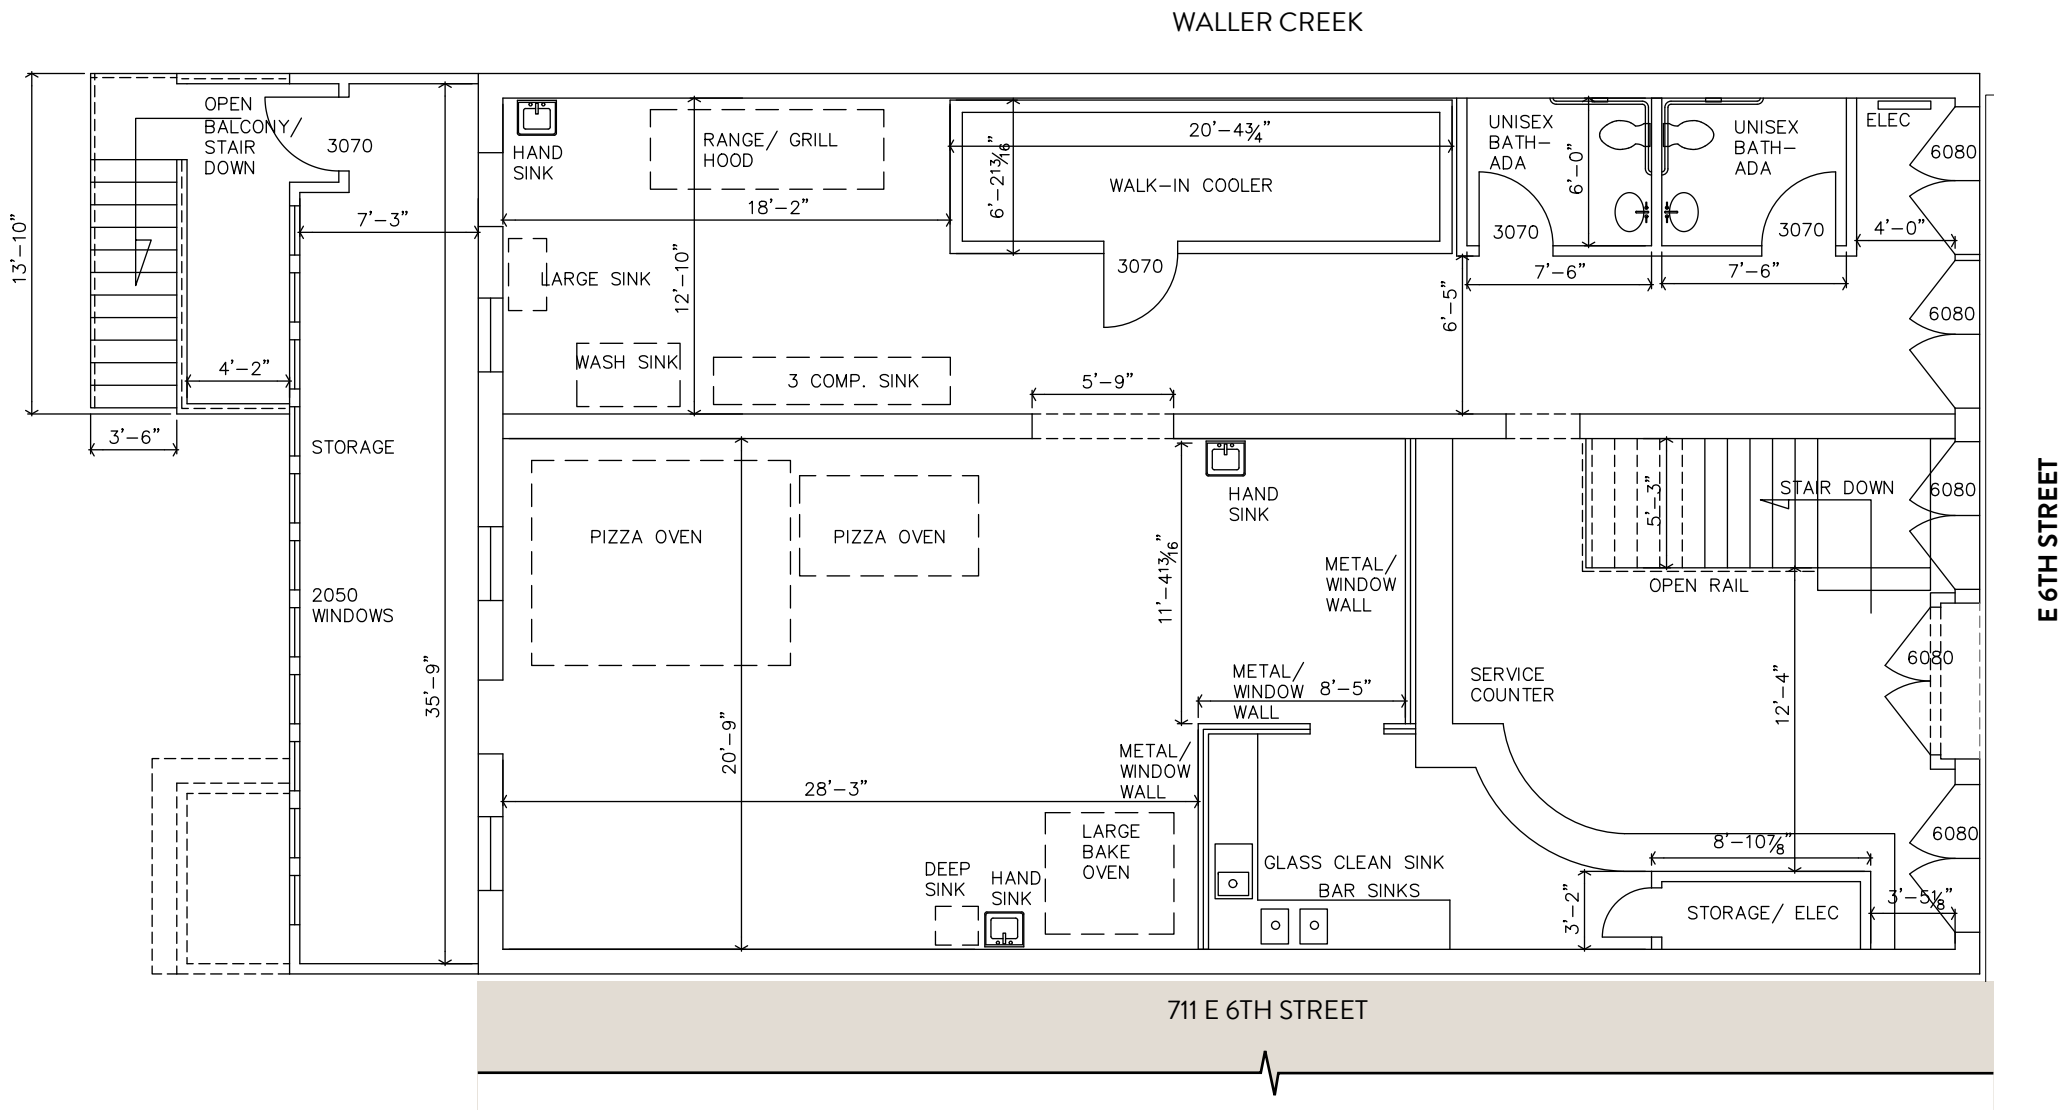 WALLER CREEK
OPEN
BALCONY/
STAIR
DOWN
3070
HAND
SINK
RANGE/ GRILL
HOOD
6'-2 13/16"
20'-4 3/4"
WALK-IN COOLER
UNISEX
BATH-
ADA
6'-0"
UNISEX
BATH-
ADA
ELEC
6080
13'-10"
7'-3"
18'-2"
3070
3070
4'-0"
LARGE SINK
12'-10"
3070
7'-6"
7'-6"
6'-5"
6080
4'-2"
WASH SINK
3 COMP. SINK
5'-9"
3'-6"
STORAGE
HAND
SINK
5'-3"
STAIR DOWN
6080
E 6TH STREET
PIZZA OVEN
PIZZA OVEN
11'-4 13/16"
METAL/
WINDOW
WALL
OPEN RAIL
2050
WINDOWS
35'-9"
20'-9"
METAL/
WINDOW
WALL
8'-5"
SERVICE
COUNTER
12'-4"
6080
METAL/
WINDOW
WALL
28'-3"
LARGE
BAKE
OVEN
8'-10 7/8"
6080
DEEP
SINK
HAND
SINK
GLASS CLEAN SINK
BAR SINKS
3'-2"
STORAGE/ ELEC
3'-5 1/8"
711 E 6TH STREET